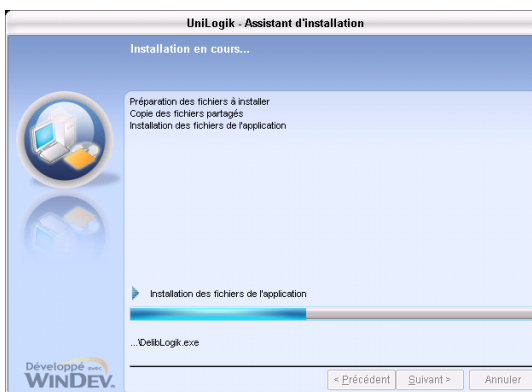 UniLogik - Assistant d'installation
Installation en cours...
Préparation des fichiers à installer
Copie des fichiers partagés
Installation des fichiers de l'application
Installation des fichiers de l'application
...\DelibLogik.exe
Développé avec
WINDEV.
< Précédent
Suivant >
Annuler